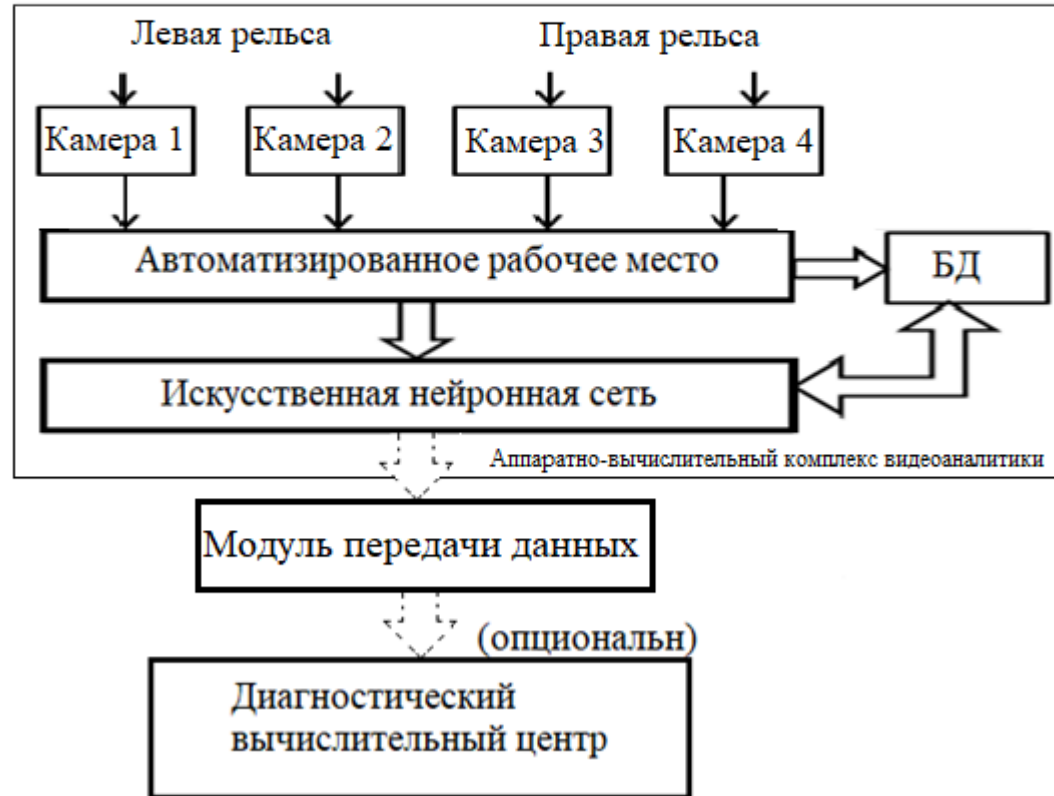 Левая рельса
Правая рельса
Камера 1
Камера 2
Камера 3
Камера 4
Автоматизированное рабочее место
БД
Искусственная нейронная сеть
Аппаратно-вычислительный комплекс видеоаналитики
Модуль передачи данных
(опциональн)
Диагностический
вычислительный центр